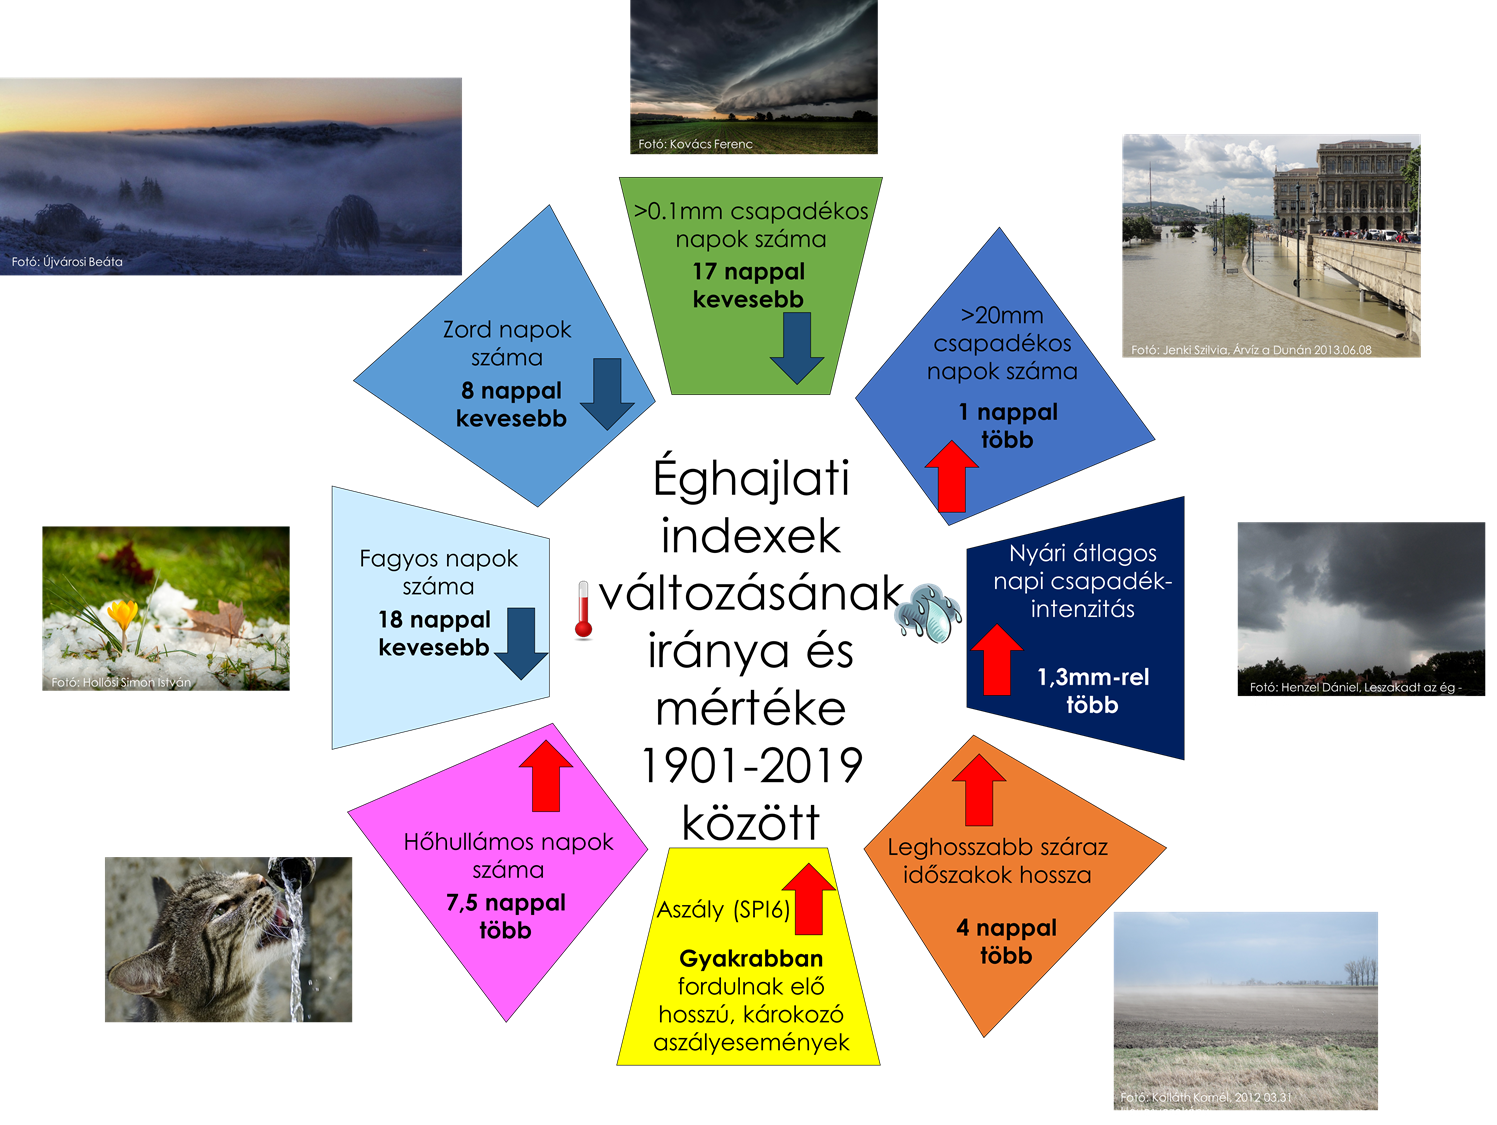 Fotó: Kovács Ferenc
Fotó: Újvárosi Beáta
>0.1mm csapadékos
napok száma
17 nappal
kevesebb
>20mm
csapadékos
napok száma
1 nappal
több
Fotó: Jenki Szilvia, Árvíz a Dunán 2013.06.08
Zord napok
száma
8 nappal
kevesebb
Éghajlati
indexek
változásának
iránya és
mértéke
1901-2019
között
Fagyos napok
száma
18 nappal
kevesebb
Fotó: Hollósi Simon István
Nyári átlagos
napi csapadék-
intenzitás
1,3mm-rel
több
Fotó: Henzel Dániel, Leszakadt az ég -
Hőhullámos napok
száma
7,5 nappal
több
Aszály (SPI6)
Gyakrabban
fordulnak elő
hosszú, károkozó
aszályesemények
Leghosszabb száraz
időszakok hossza
4 nappal
több
Fotó: Kolláth Kornél, 2012 03.31